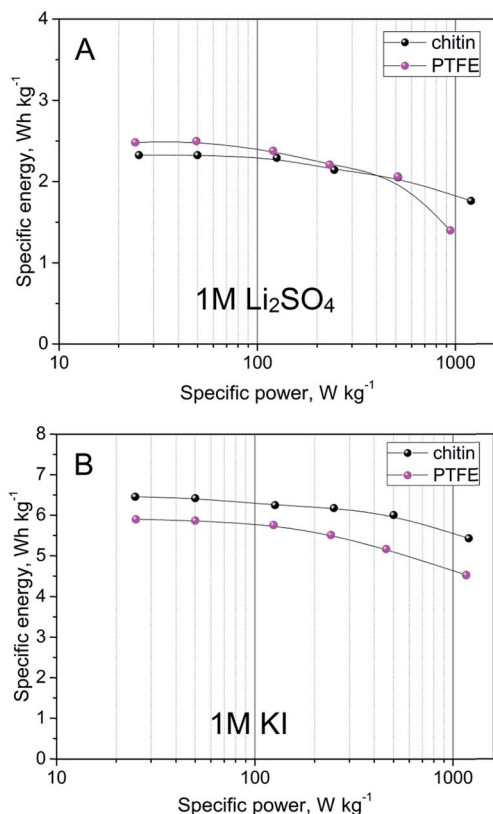 A
chitin
PTFE
4
3
2
1
0
Specific energy, Wh kg⁻¹
1M Li₂SO₄
10
100
1000
Specific power, W kg⁻¹
B
chitin
PTFE
8
7
6
5
4
3
2
1
0
Specific energy, Wh kg⁻¹
1M KI
10
100
1000
Specific power, W kg⁻¹